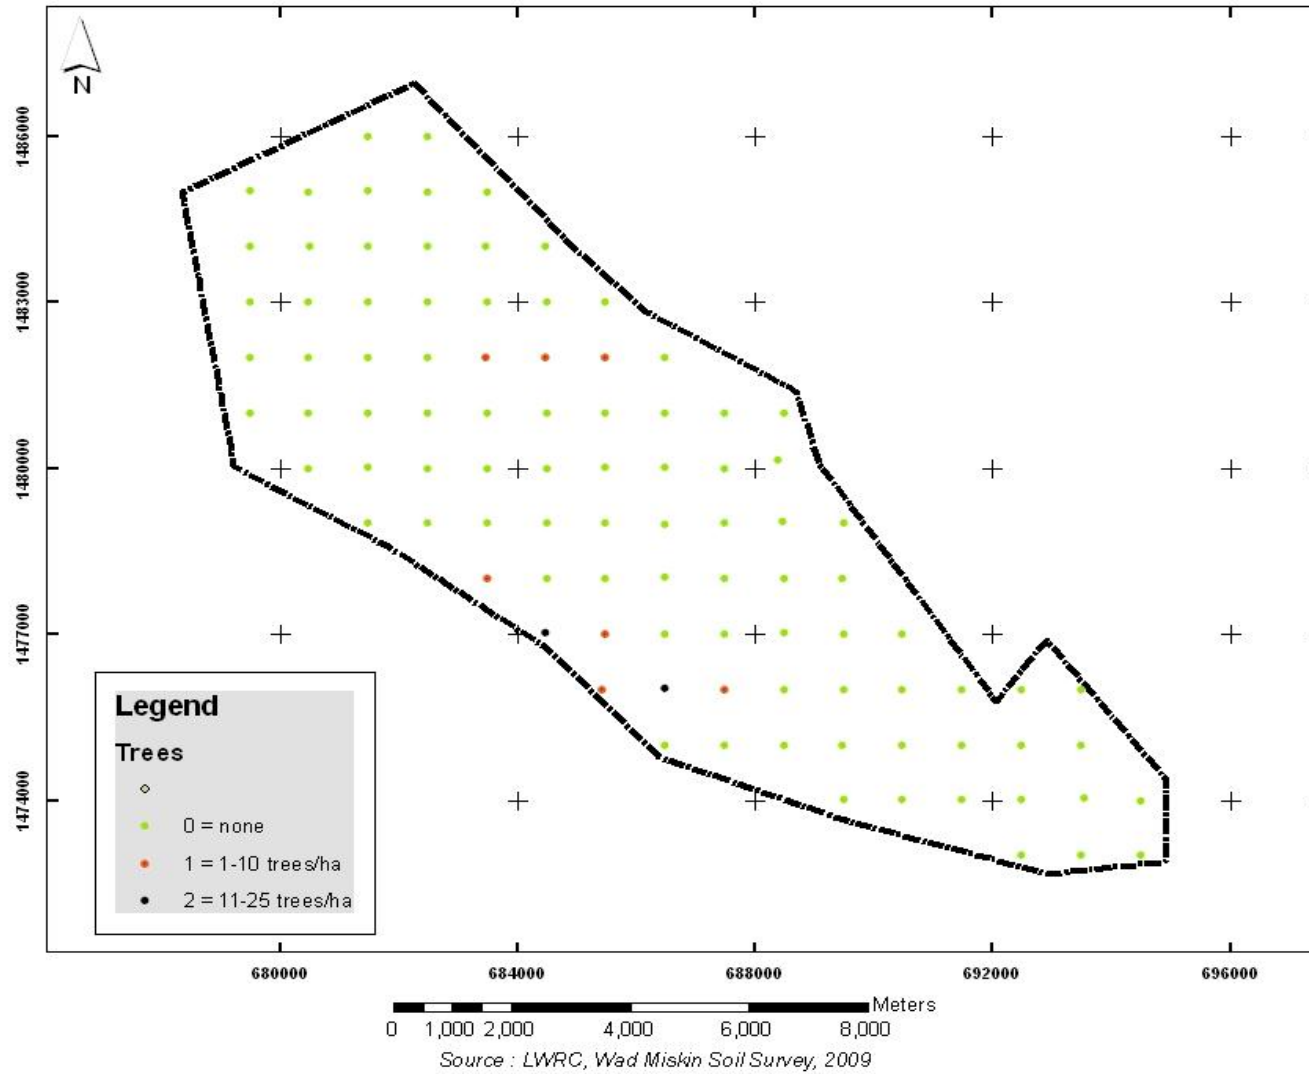 N
1486000
1483000
1480000
1477000
1474000
Legend
Trees
0 = none
1 = 1-10 trees/ha
2 = 11-25 trees/ha
680000 684000 688000 692000 696000
Meters
0 1,000 2,000 4,000 6,000 8,000
Source : LWRC, Wad Miskin Soil Survey, 2009